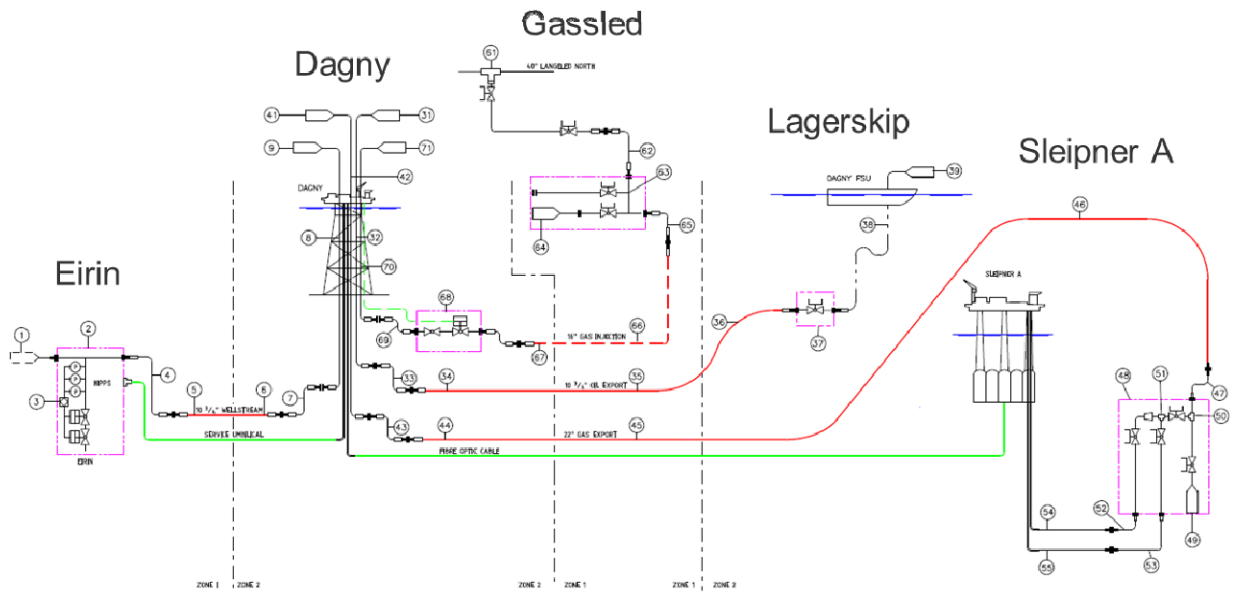 Gassled
Dagny
Lagerskip
Sleipner A
Eirin
61
40" LANGELED NORTH
41
31
9
71
42
62
63
64
65
DAGNY
8
32
70
DAGNY FSU
39
38
46
SLEIPNER A
1
2
3
P
P
P
HIPPS
4
5
6
7
10 3/4" WELLSTREAM
SERVICE UMBILICAL
EIRIN
68
69
67
66
16" GAS INJECTION
36
37
33
34
35
10 3/4" OIL EXPORT
43
44
45
22" GAS EXPORT
FIBRE OPTIC CABLE
47
48
51
50
49
52
54
53
55
ZONE 1
ZONE 2
ZONE 2
ZONE 1
ZONE 1
ZONE 2